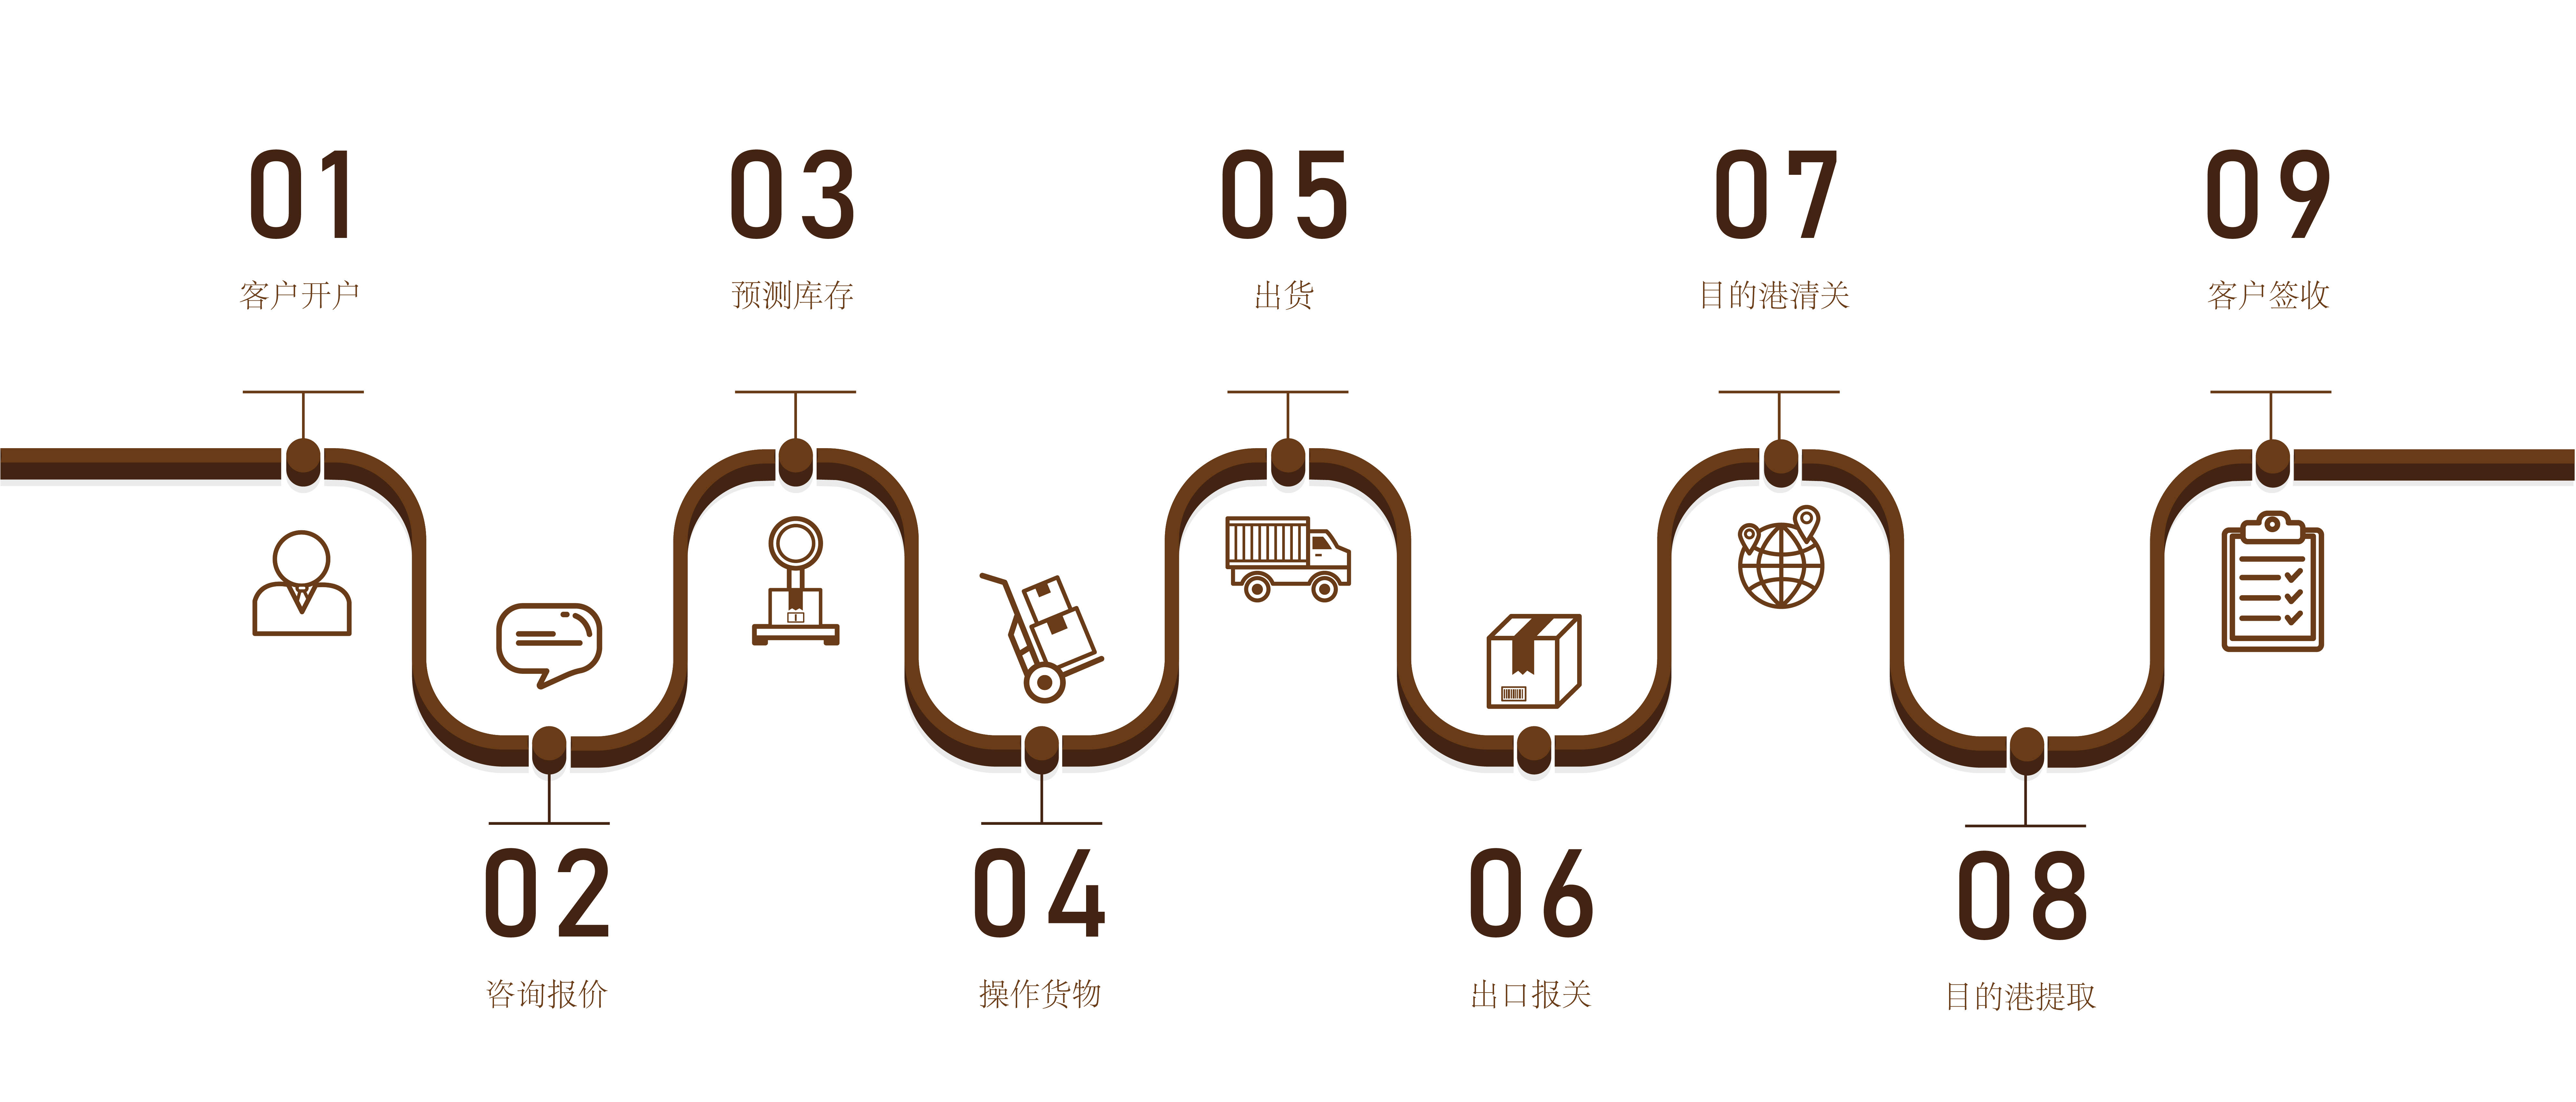 01
客户开户
02
咨询报价
03
预测库存
04
操作货物
05
出货
06
出口报关
07
目的港清关
08
目的港提取
09
客户签收